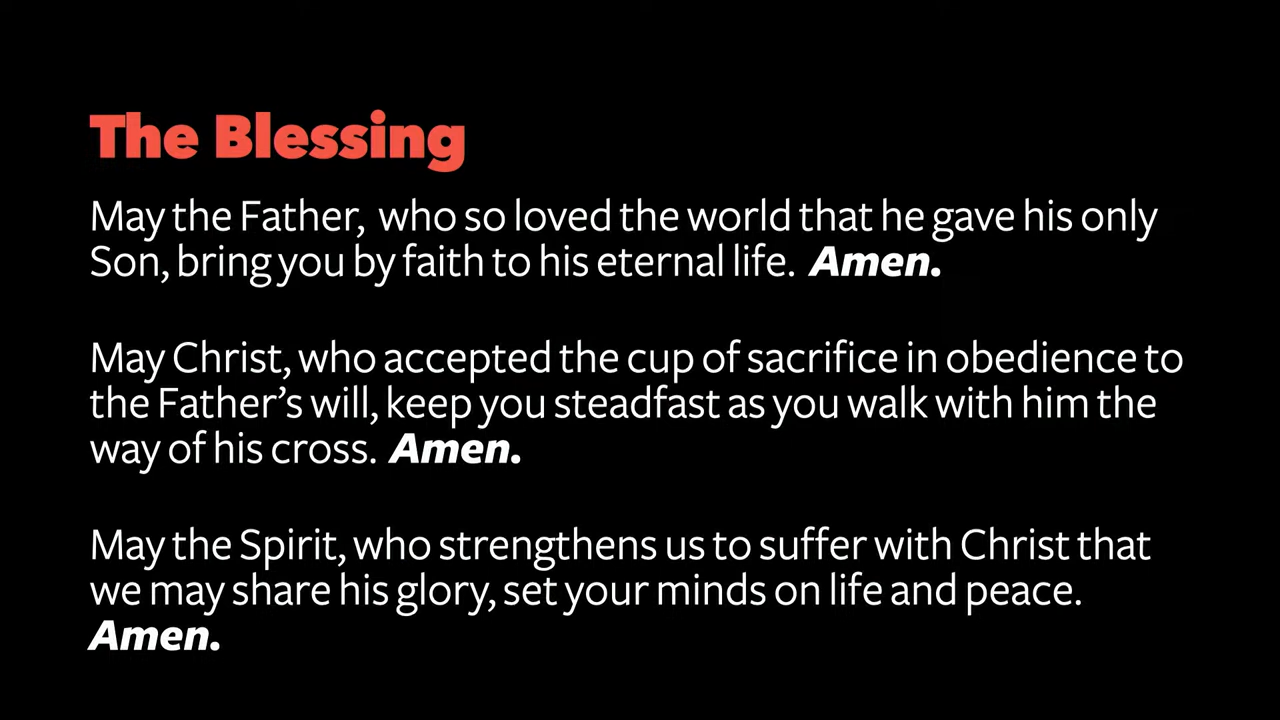 The Blessing
May the Father,  who so loved the world that he gave his only
Son, bring you by faith to his eternal life.  Amen.
May Christ, who accepted the cup of sacrifice in obedience to
the Father’s will, keep you steadfast as you walk with him the
way of his cross.  Amen.
May the Spirit, who strengthens us to suffer with Christ that
we may share his glory, set your minds on life and peace.
Amen.